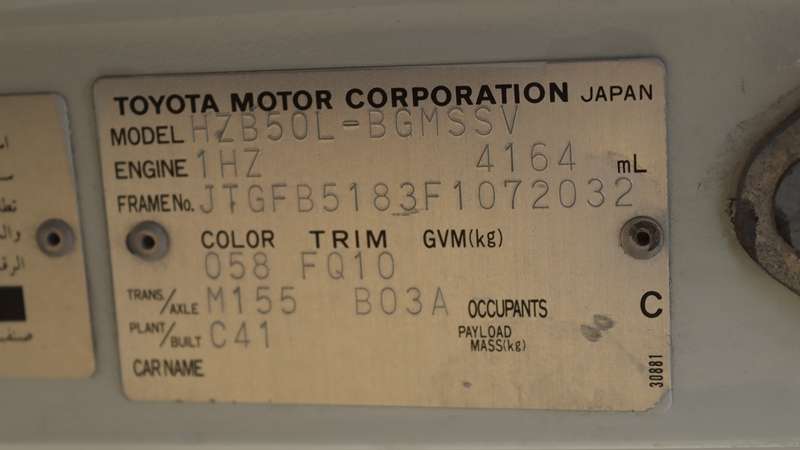 TOYOTA MOTOR CORPORATION JAPAN
MODEL HZB50L-BGMSSV
ENGINE 1HZ 4164 mL
FRAME No. JTGFB5183F1072032
COLOR TRIM GVM(kg)
058 FQ10
TRANS./AXLE M155 B03A OCCUPANTS C
PLANT/BUILT C41 PAYLOAD MASS(kg)
CAR NAME
30881